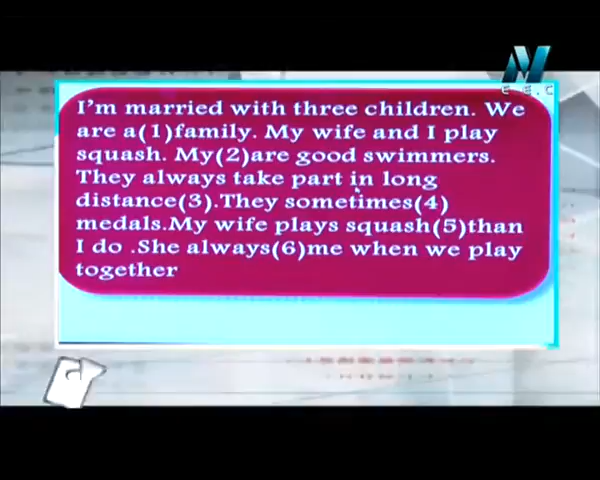 I'm married with three children. We
are a(1)family. My wife and I play
squash. My(2)are good swimmers.
They always take part in long
distance(3).They sometimes(4)
medals.My wife plays squash(5)than
I do .She always(6)me when we play
together